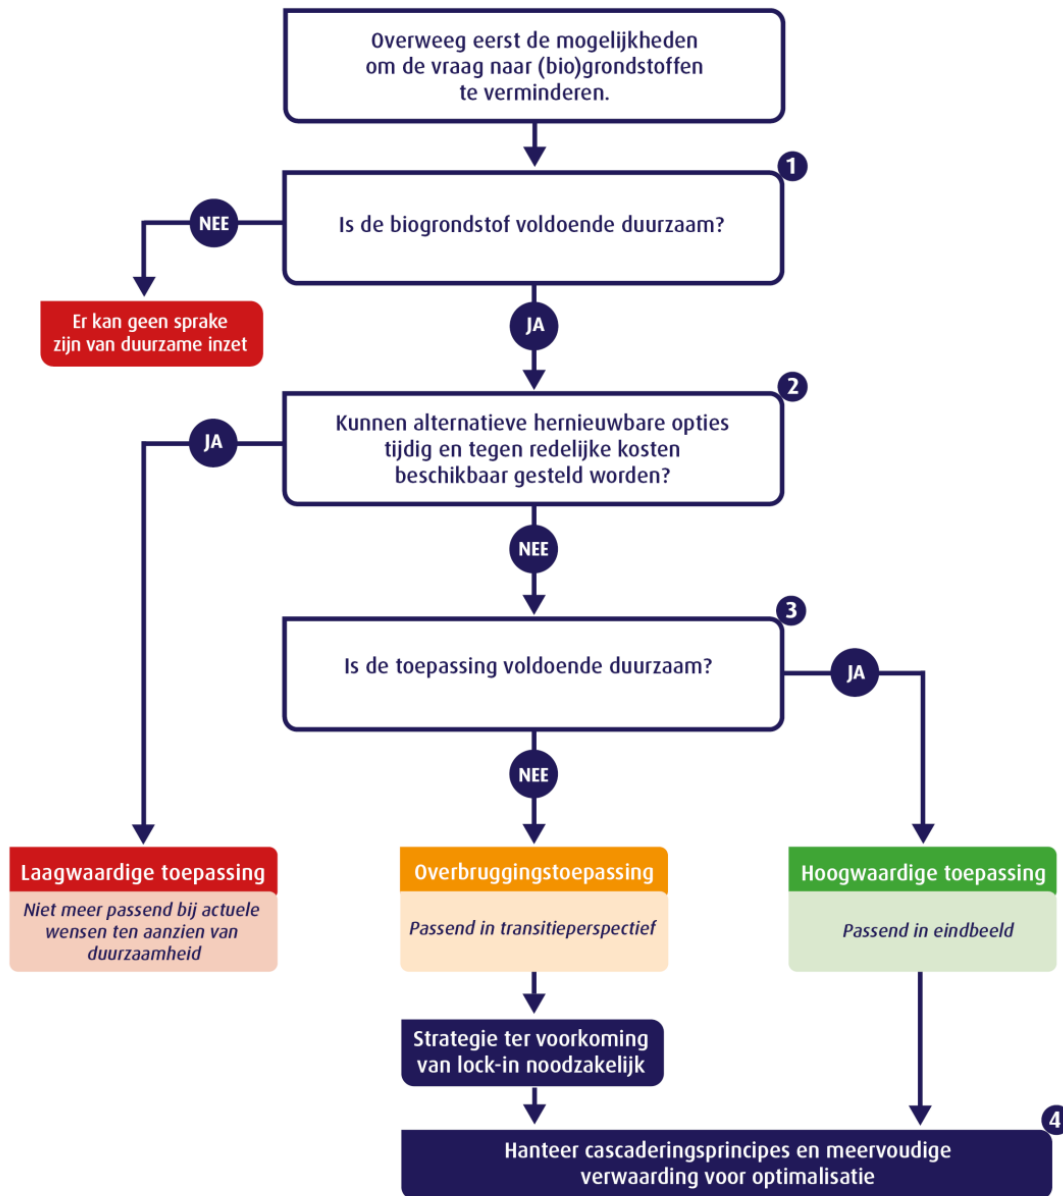 Overweeg eerst de mogelijkheden
om de vraag naar (bio)grondstoffen
te verminderen.
1
Is de biogrondstof voldoende duurzaam?
NEE
Er kan geen sprake
zijn van duurzame inzet
JA
2
Kunnen alternatieve hernieuwbare opties
tijdig en tegen redelijke kosten
beschikbaar gesteld worden?
JA
NEE
3
Is de toepassing voldoende duurzaam?
JA
NEE
Laagwaardige toepassing
Niet meer passend bij actuele
wensen ten aanzien van
duurzaamheid
Overbruggingstoepassing
Passend in transitieperspectief
Hoogwaardige toepassing
Passend in eindbeeld
Strategie ter voorkoming
van lock-in noodzakelijk
4
Hanteer cascaderingsprincipes en meervoudige
verwaarding voor optimalisatie